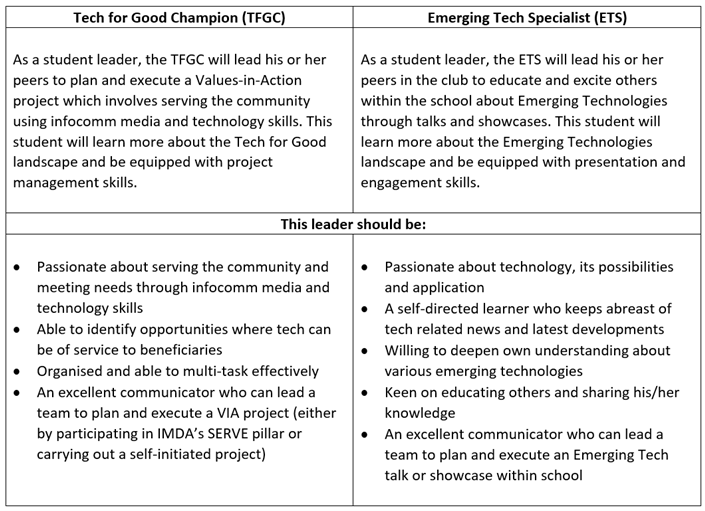 Tech for Good Champion (TFGC)
As a student leader, the TFGC will lead his or her
peers to plan and execute a Values-in-Action
project which involves serving the community
using infocomm media and technology skills. This
student will learn more about the Tech for Good
landscape and be equipped with project
management skills.
Emerging Tech Specialist (ETS)
As a student leader, the ETS will lead his or her
peers in the club to educate and excite others
within the school about Emerging Technologies
through talks and showcases. This student will
learn more about the Emerging Technologies
landscape and be equipped with presentation and
engagement skills.
This leader should be:
• Passionate about serving the community and
meeting needs through infocomm media and
technology skills
• Able to identify opportunities where tech can
be of service to beneficiaries
• Organised and able to multi-task effectively
• An excellent communicator who can lead a
team to plan and execute a VIA project (either
by participating in IMDA's SERVE pillar or
carrying out a self-initiated project)
• Passionate about technology, its possibilities
and application
• A self-directed learner who keeps abreast of
tech related news and latest developments
• Willing to deepen own understanding about
various emerging technologies
• Keen on educating others and sharing his/her
knowledge
• An excellent communicator who can lead a
team to plan and execute an Emerging Tech
talk or showcase within school